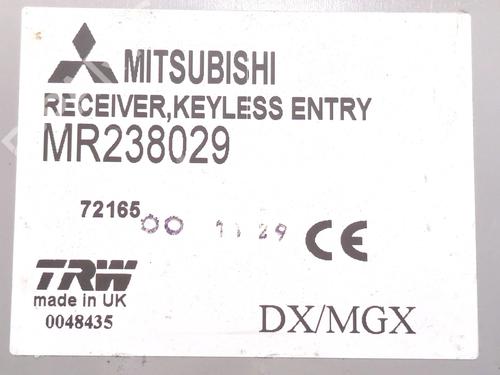 MITSUBISHI
RECEIVER,KEYLESS ENTRY
MR238029
72165 00 11 29 CE
TRW
made in UK
0048435
DX/MGX